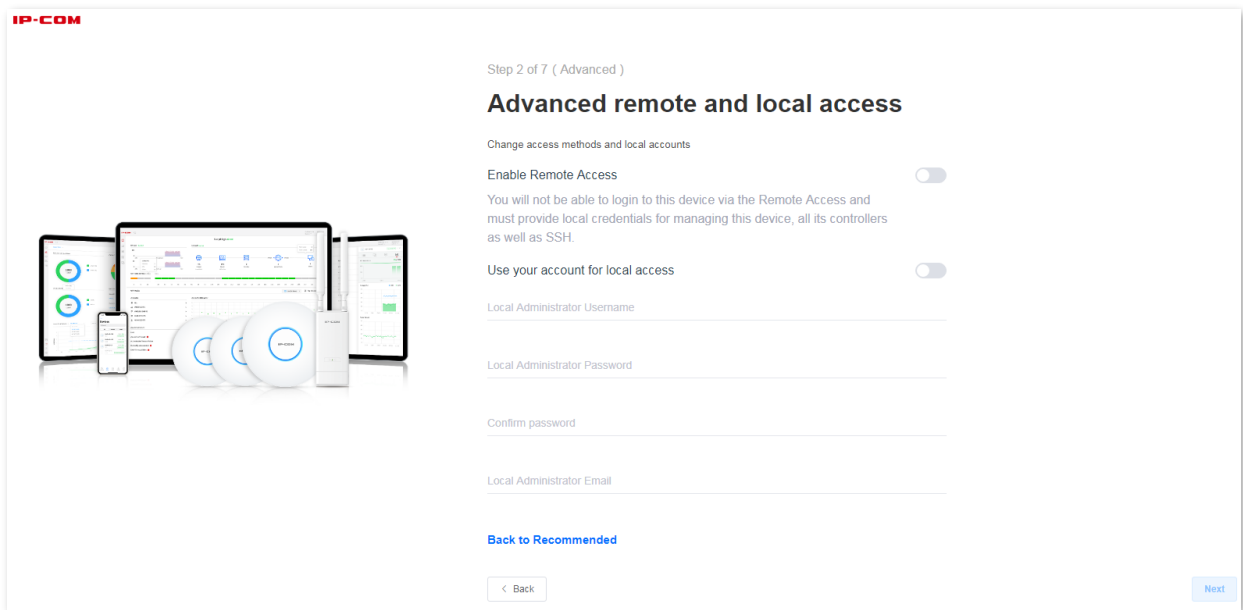 IP-COM
Step 2 of 7 ( Advanced )
Advanced remote and local access
Change access methods and local accounts
Enable Remote Access
You will not be able to login to this device via the Remote Access and
must provide local credentials for managing this device, all its controllers
as well as SSH.
Use your account for local access
Local Administrator Username
Local Administrator Password
Confirm password
Local Administrator Email
Back to Recommended
< Back
Next